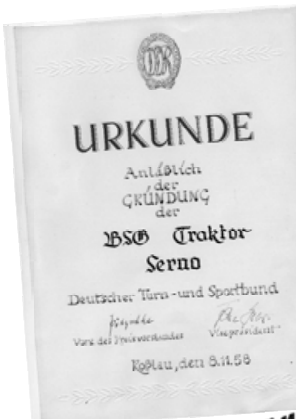 DDR
URKUNDE
Anläßlich
der
GRÜNDUNG
der
BSG Traktor
Serno
Deutscher Turn- und Sportbund
Vors. des Kreisvorstandes Vizepräsident
Roßlau, den 8.11.58